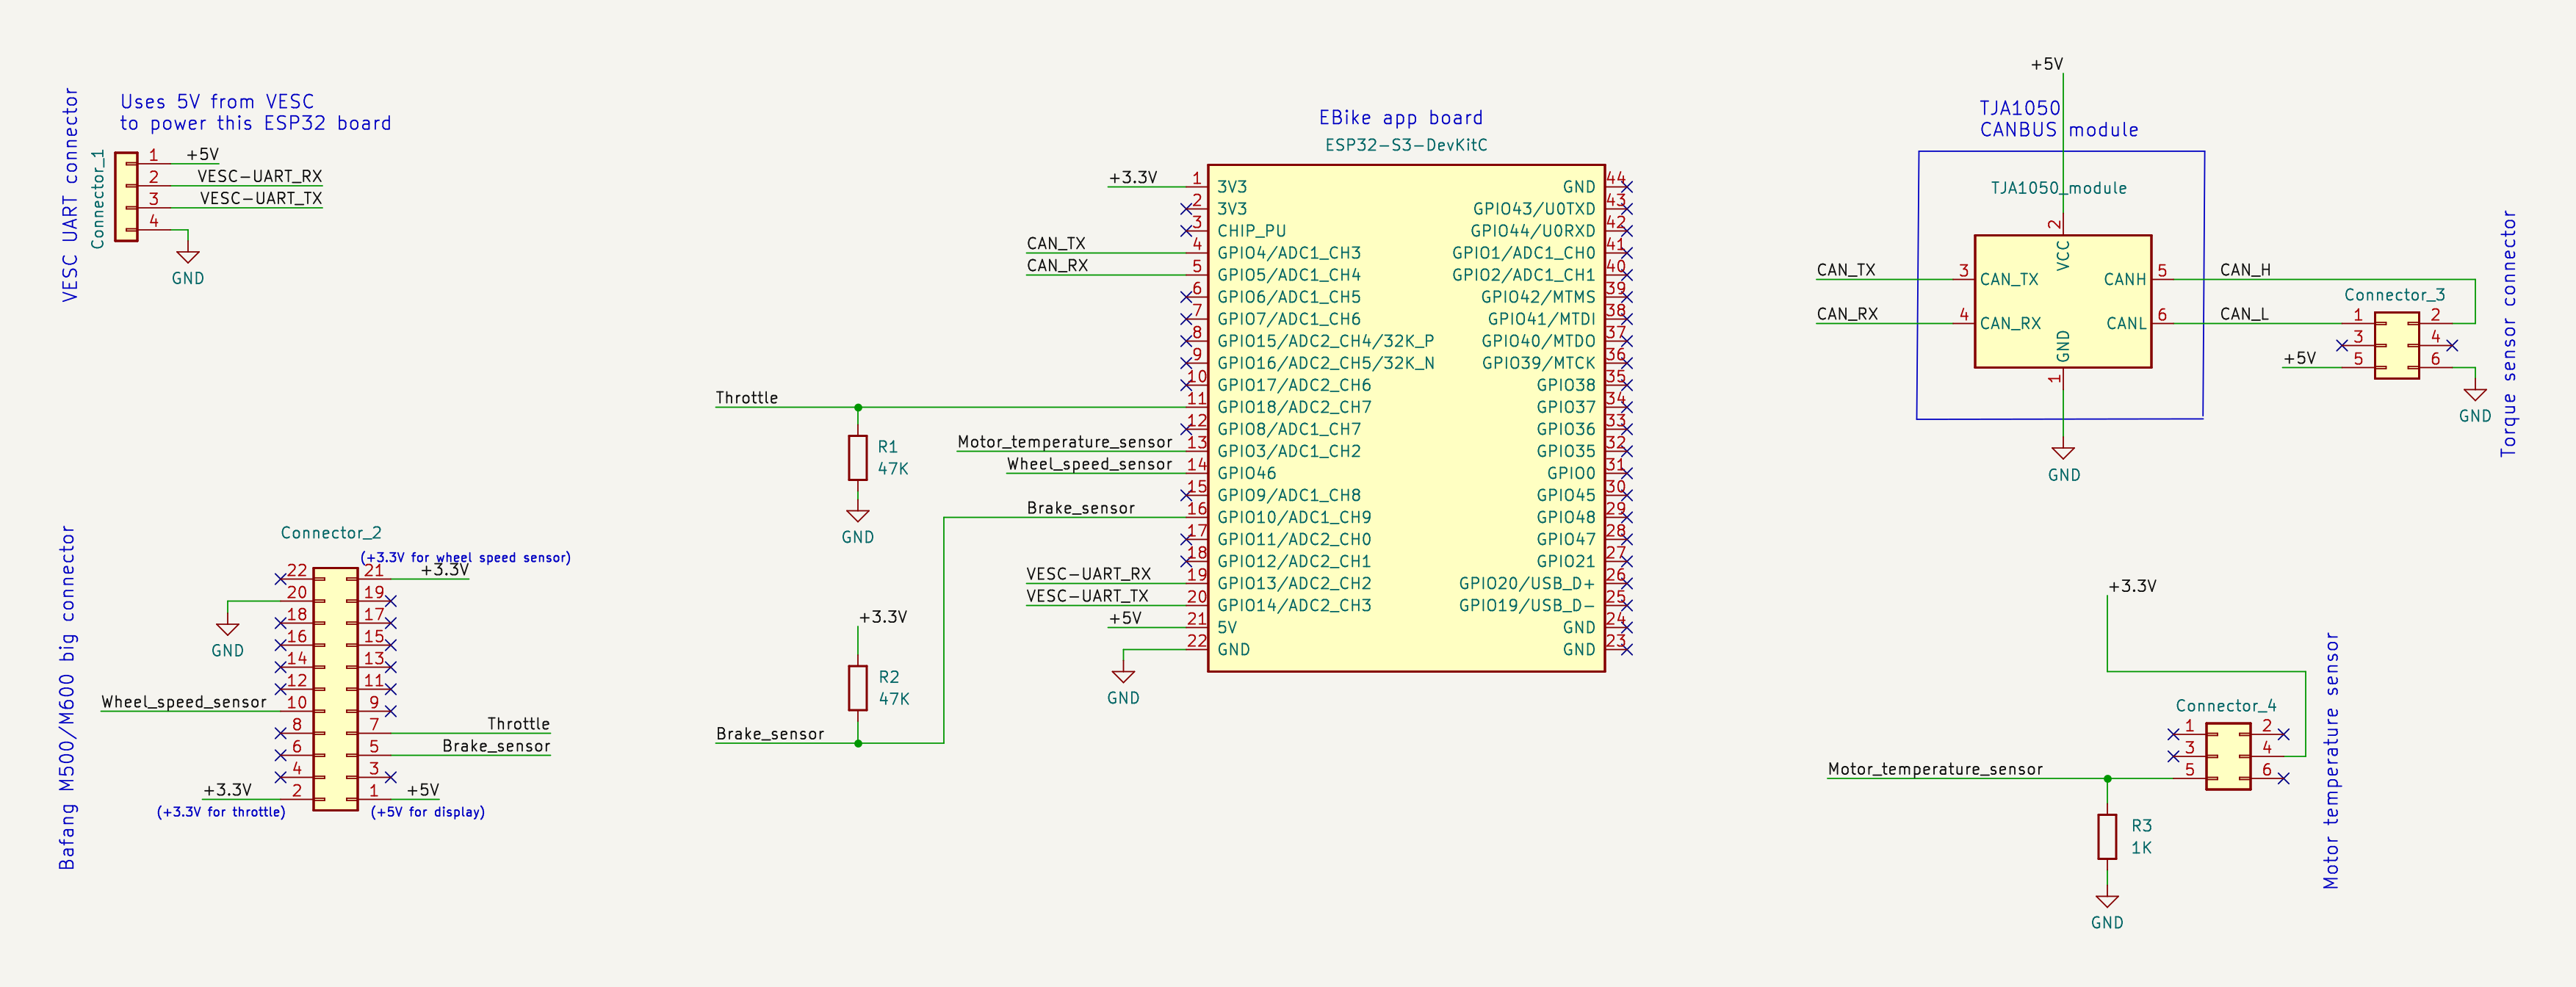 VESC UART connector
Uses 5V from VESC
to power this ESP32 board
Connector_1
1 +5V
2 VESC-UART_RX
3 VESC-UART_TX
4
GND
Bafang M500/M600 big connector
Connector_2
(+3.3V for wheel speed sensor)
22 21 +3.3V
20 19
18 17
GND
16 15
14 13
12 11
Wheel_speed_sensor 10 9
8 7 Throttle
6 5 Brake_sensor
4 3
+3.3V 2 1 +5V
(+3.3V for throttle) (+5V for display)
Throttle
R1
47K
GND
+3.3V
R2
47K
Brake_sensor
EBike app board
ESP32-S3-DevKitC
+3.3V 1 3V3 GND 44
2 3V3 GPIO43/U0TXD 43
3 CHIP_PU GPIO44/U0RXD 42
CAN_TX 4 GPIO4/ADC1_CH3 GPIO1/ADC1_CH0 41
CAN_RX 5 GPIO5/ADC1_CH4 GPIO2/ADC1_CH1 40
6 GPIO6/ADC1_CH5 GPIO42/MTMS 39
7 GPIO7/ADC1_CH6 GPIO41/MTDI 38
8 GPIO15/ADC2_CH4/32K_P GPIO40/MTDO 37
9 GPIO16/ADC2_CH5/32K_N GPIO39/MTCK 36
10 GPIO17/ADC2_CH6 GPIO38 35
11 GPIO18/ADC2_CH7 GPIO37 34
12 GPIO8/ADC1_CH7 GPIO36 33
Motor_temperature_sensor 13 GPIO3/ADC1_CH2 GPIO35 32
Wheel_speed_sensor 14 GPIO46 GPIO0 31
15 GPIO9/ADC1_CH8 GPIO45 30
Brake_sensor 16 GPIO10/ADC1_CH9 GPIO48 29
17 GPIO11/ADC2_CH0 GPIO47 28
18 GPIO12/ADC2_CH1 GPIO21 27
VESC-UART_RX 19 GPIO13/ADC2_CH2 GPIO20/USB_D+ 26
VESC-UART_TX 20 GPIO14/ADC2_CH3 GPIO19/USB_D- 25
+5V 21 5V GND 24
22 GND GND 23
GND
+5V
TJA1050
CANBUS module
TJA1050_module
2
VCC
CAN_TX 3 CAN_TX CANH 5 CAN_H
CAN_RX 4 CAN_RX CANL 6 CAN_L
GND
1
GND
Connector_3
1 2
3 4
+5V 5 6
GND
Torque sensor connector
+3.3V
Connector_4
1 2
3 4
Motor_temperature_sensor 5 6
R3
1K
GND
Motor temperature sensor